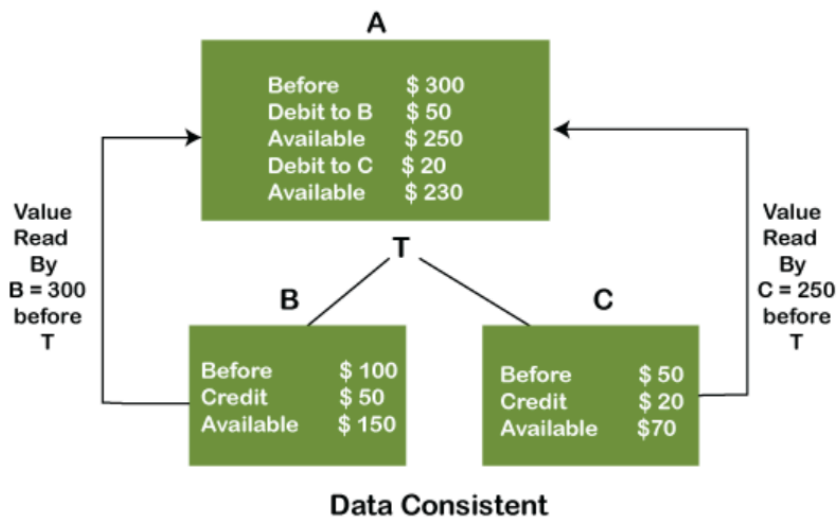 A
Before $ 300
Debit to B $ 50
Available $ 250
Debit to C $ 20
Available $ 230
Value
Read
By
B = 300
before
T
Value
Read
By
C = 250
before
T
T
B
Before $ 100
Credit $ 50
Available $ 150
C
Before $ 50
Credit $ 20
Available $70
Data Consistent